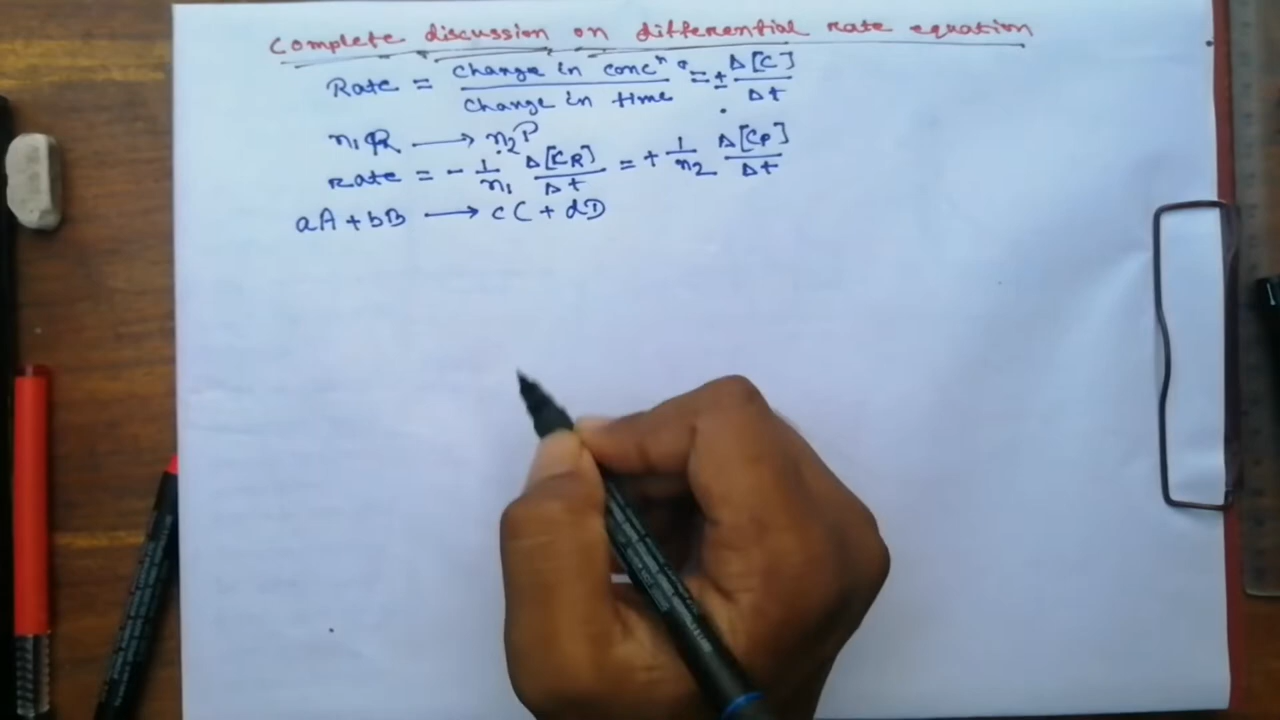 Complete discussion on differential rate equation
Rate = change in concⁿ / change in time = ± Δ[C] / Δt
n₁R ⟶ n₂P
rate = - 1/n₁ Δ[CR] / Δt = + 1/n₂ Δ[CP] / Δt
aA + bB ⟶ cC + dD